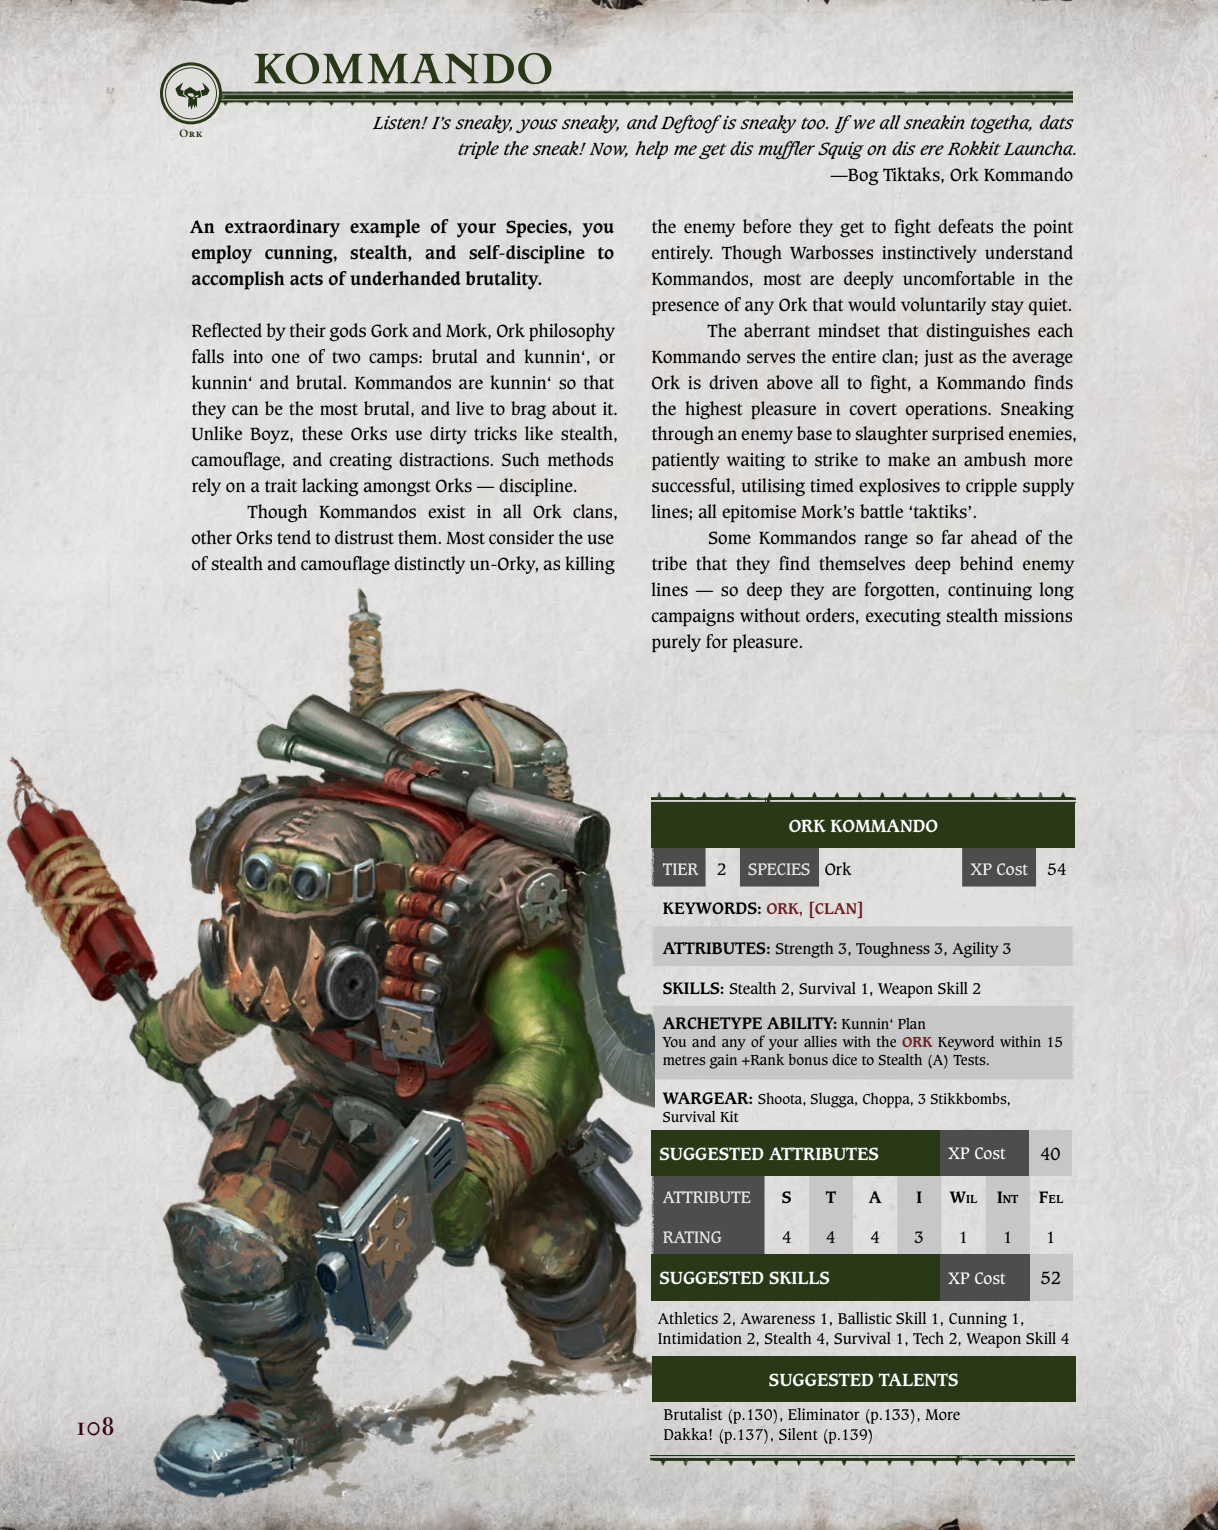 KOMMANDO
ORK
Listen! I's sneaky, yous sneaky, and Deftoof is sneaky too. If we all sneakin togetha, dats
triple the sneak! Now, help me get dis muffler Squig on dis ere Rokkit Launcha.
—Bog Tiktaks, Ork Kommando
An extraordinary example of your Species, you
employ cunning, stealth, and self-discipline to
accomplish acts of underhanded brutality.
Reflected by their gods Gork and Mork, Ork philosophy
falls into one of two camps: brutal and kunnin‘, or
kunnin‘ and brutal. Kommandos are kunnin‘ so that
they can be the most brutal, and live to brag about it.
Unlike Boyz, these Orks use dirty tricks like stealth,
camouflage, and creating distractions. Such methods
rely on a trait lacking amongst Orks — discipline.
Though Kommandos exist in all Ork clans,
other Orks tend to distrust them. Most consider the use
of stealth and camouflage distinctly un-Orky, as killing
the enemy before they get to fight defeats the point
entirely. Though Warbosses instinctively understand
Kommandos, most are deeply uncomfortable in the
presence of any Ork that would voluntarily stay quiet.
The aberrant mindset that distinguishes each
Kommando serves the entire clan; just as the average
Ork is driven above all to fight, a Kommando finds
the highest pleasure in covert operations. Sneaking
through an enemy base to slaughter surprised enemies,
patiently waiting to strike to make an ambush more
successful, utilising timed explosives to cripple supply
lines; all epitomise Mork's battle ‘taktiks’.
Some Kommandos range so far ahead of the
tribe that they find themselves deep behind enemy
lines — so deep they are forgotten, continuing long
campaigns without orders, executing stealth missions
purely for pleasure.
ORK KOMMANDO
TIER 2 SPECIES Ork XP Cost 54
KEYWORDS: ORK, [CLAN]
ATTRIBUTES: Strength 3, Toughness 3, Agility 3
SKILLS: Stealth 2, Survival 1, Weapon Skill 2
ARCHETYPE ABILITY: Kunnin‘ Plan
You and any of your allies with the ORK Keyword within 15
metres gain +Rank bonus dice to Stealth (A) Tests.
WARGEAR: Shoota, Slugga, Choppa, 3 Stikkbombs,
Survival Kit
SUGGESTED ATTRIBUTES XP Cost 40
ATTRIBUTE S T A I WIL INT FEL
RATING 4 4 4 3 1 1 1
SUGGESTED SKILLS XP Cost 52
Athletics 2, Awareness 1, Ballistic Skill 1, Cunning 1,
Intimidation 2, Stealth 4, Survival 1, Tech 2, Weapon Skill 4
SUGGESTED TALENTS
Brutalist (p.130), Eliminator (p.133), More
Dakka! (p.137), Silent (p.139)
108